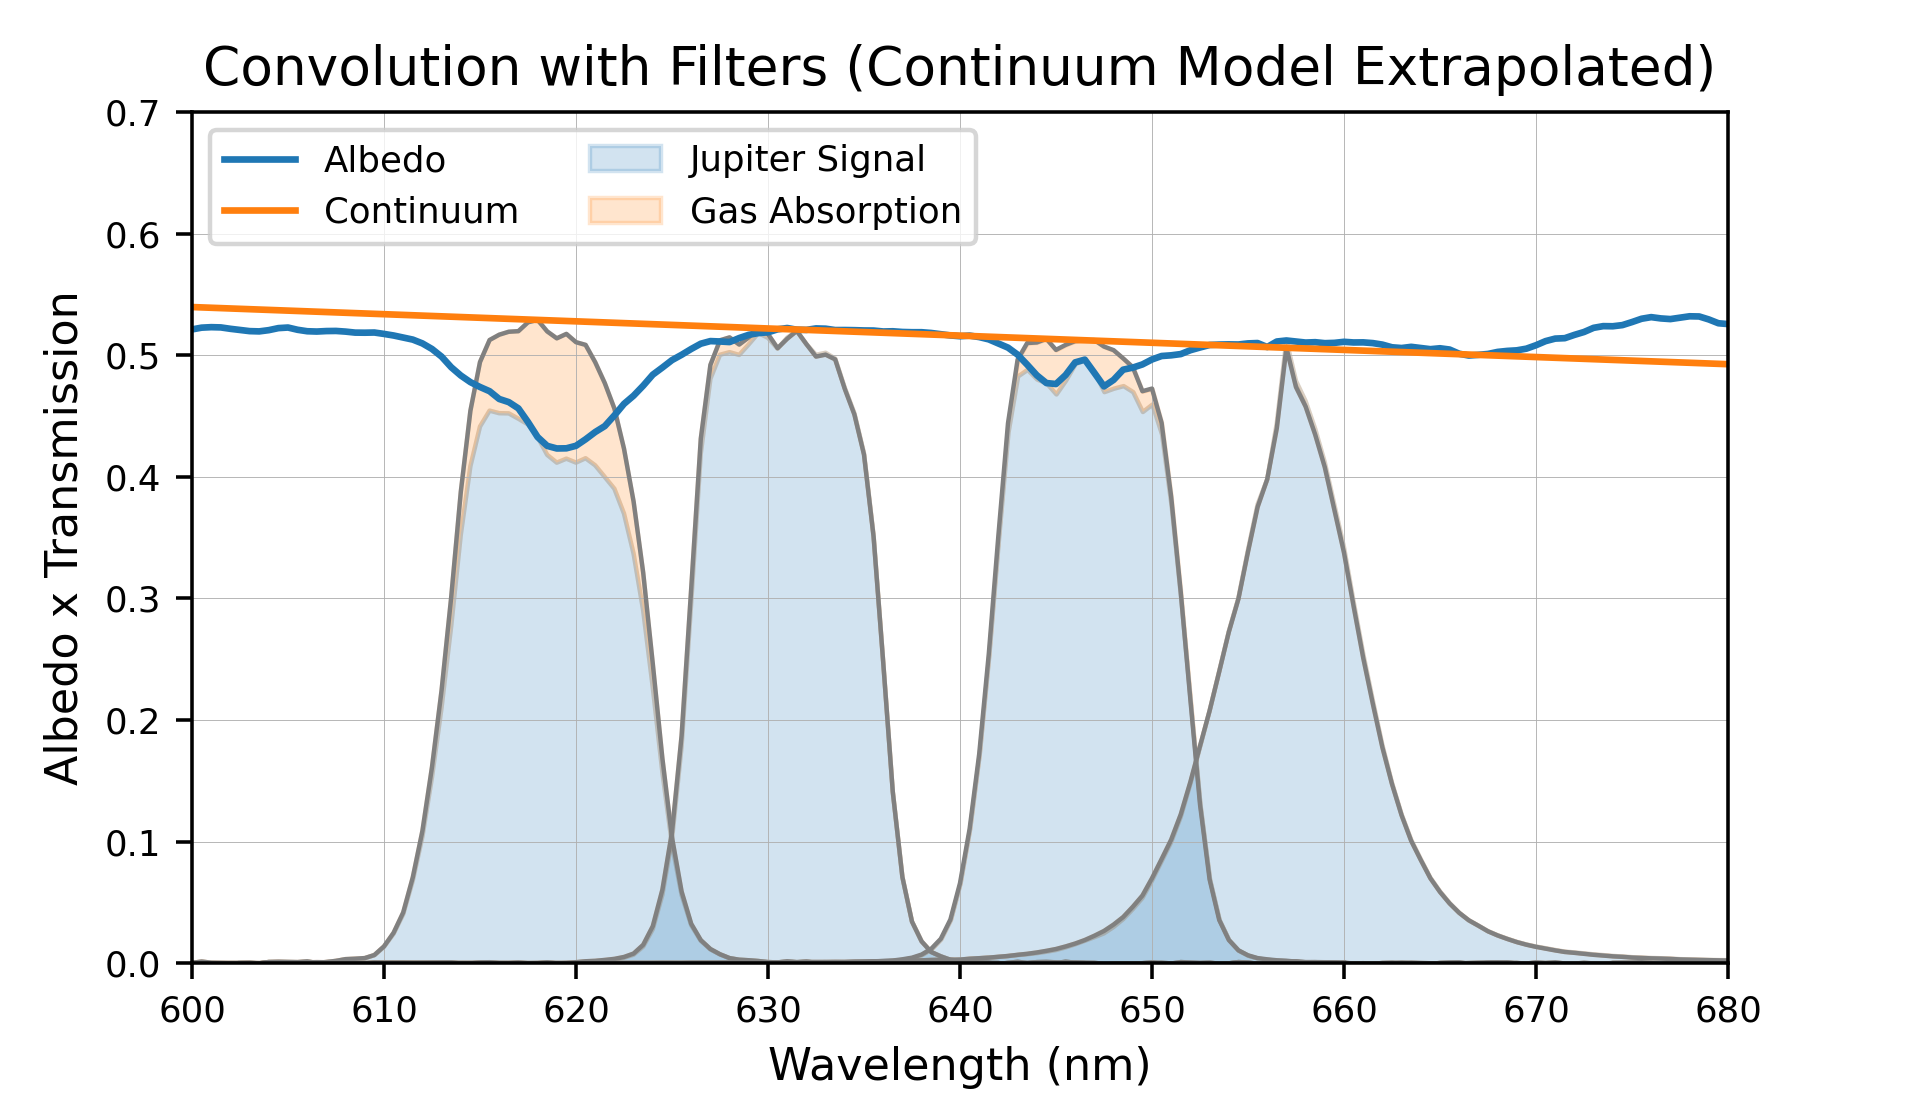 Convolution with Filters (Continuum Model Extrapolated)
Albedo
Continuum
Jupiter Signal
Gas Absorption
Albedo x Transmission
0.7
0.6
0.5
0.4
0.3
0.2
0.1
0.0
600 610 620 630 640 650 660 670 680
Wavelength (nm)